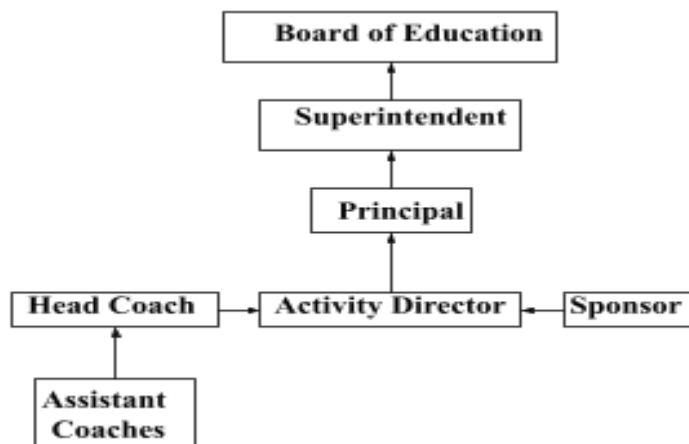 Board of Education
Superintendent
Principal
Head Coach
Activity Director
Sponsor
Assistant
Coaches